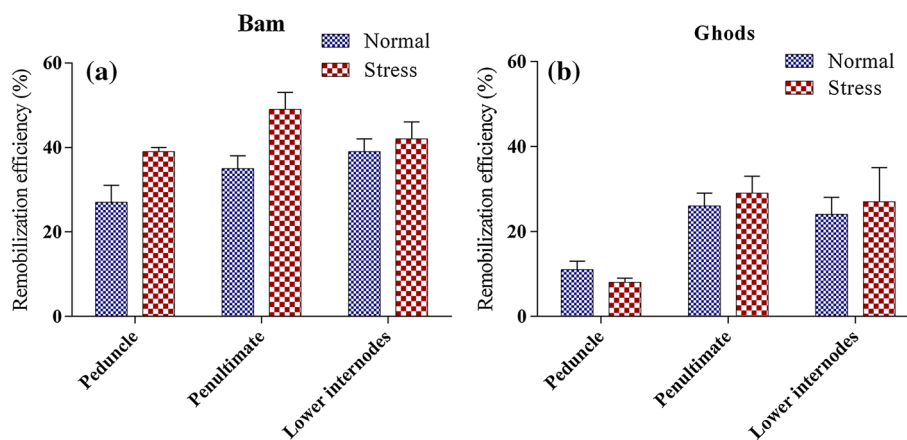 Bam
Normal
Stress
(a)
Remobilization efficiency (%)
60
40
20
0
Peduncle
Penultimate
Lower internodes
Ghods
Normal
Stress
(b)
Remobilization efficiency (%)
60
40
20
0
Peduncle
Penultimate
Lower internodes